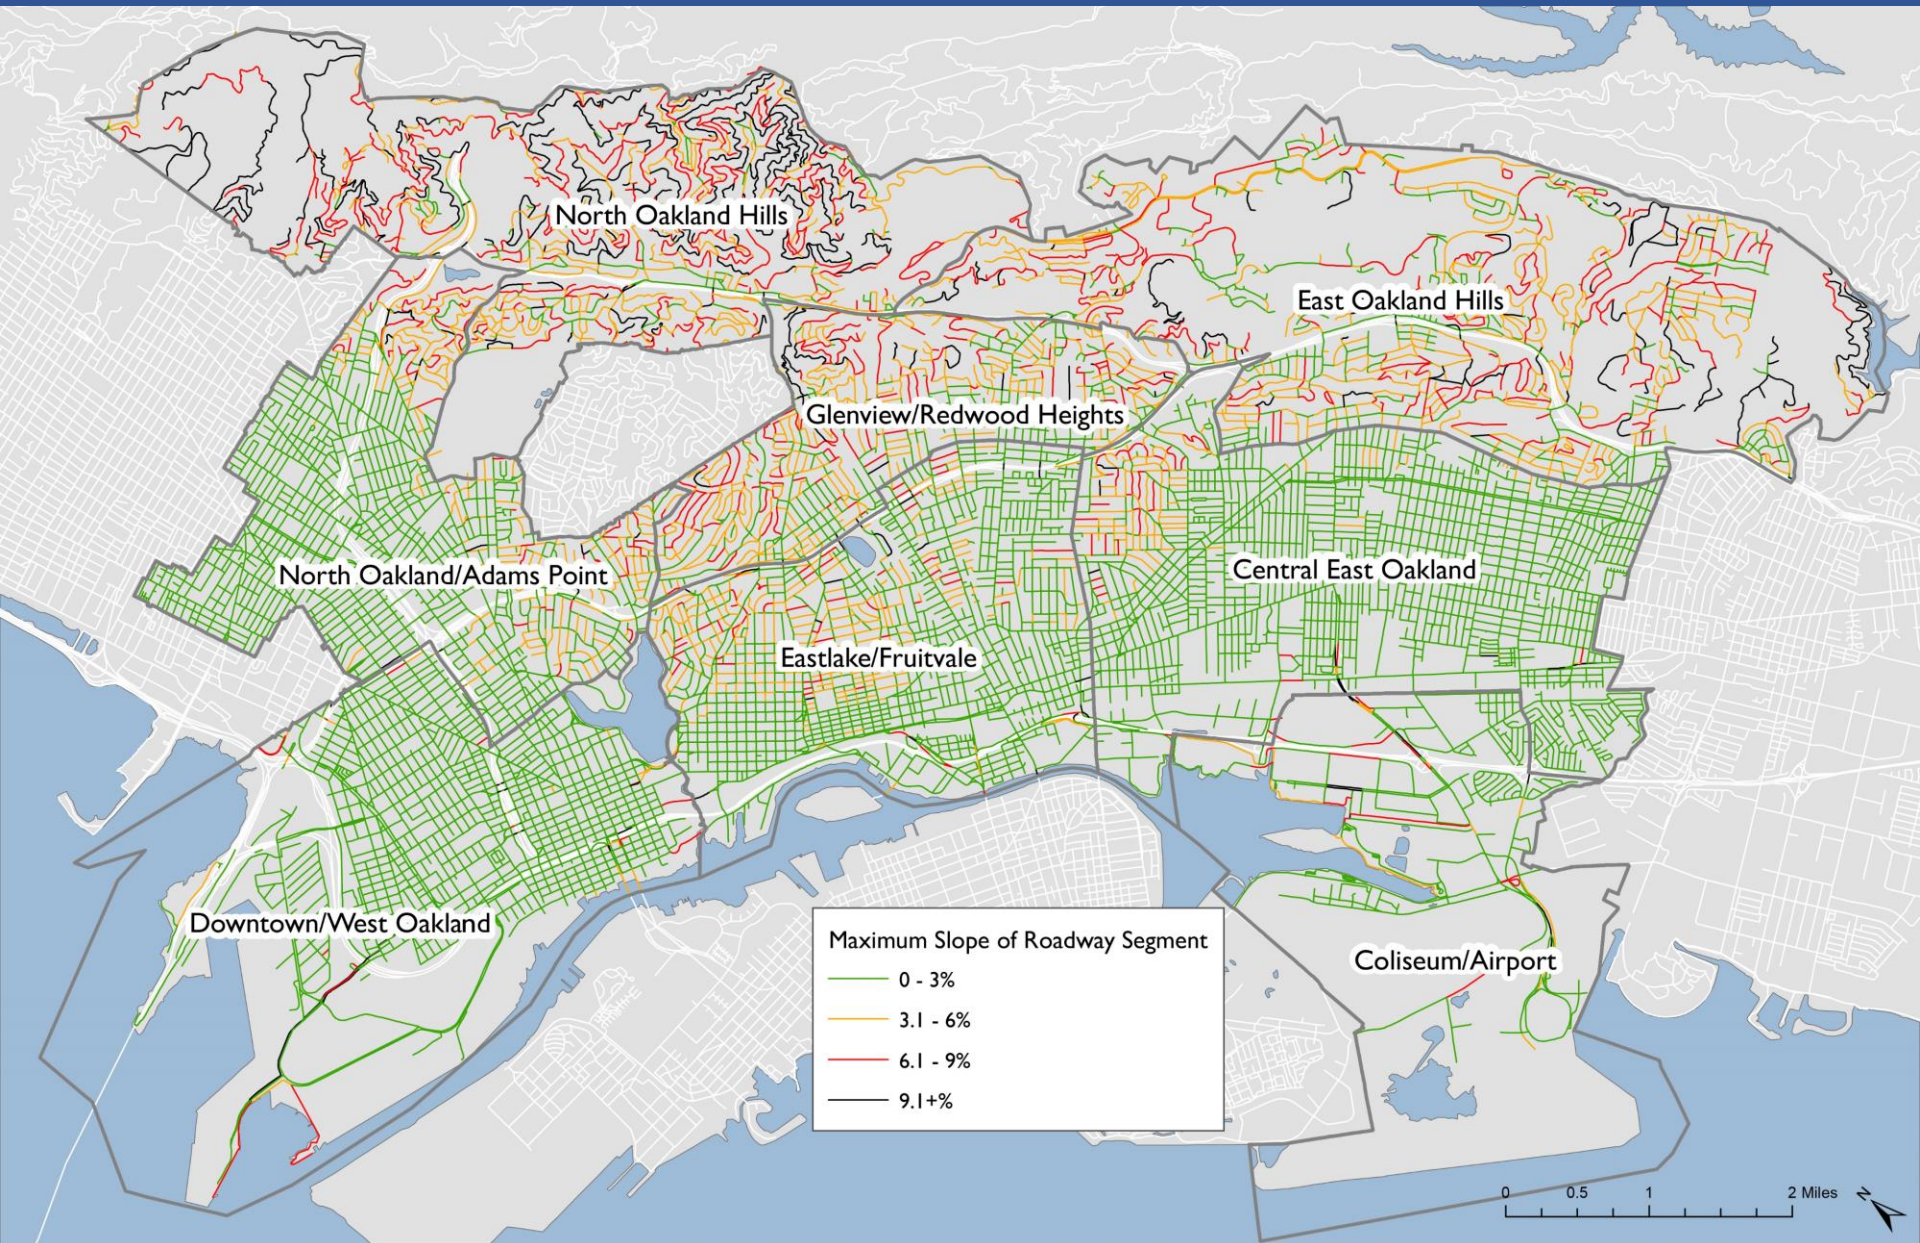 North Oakland Hills
East Oakland Hills
Glenview/Redwood Heights
North Oakland/Adams Point
Central East Oakland
Eastlake/Fruitvale
Downtown/West Oakland
Coliseum/Airport
Maximum Slope of Roadway Segment
0 - 3%
3.1 - 6%
6.1 - 9%
9.1+%
0 0.5 1 2 Miles
N